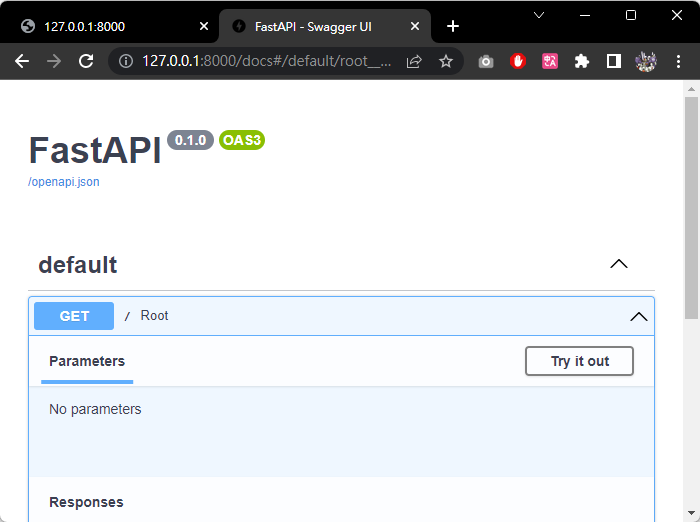 127.0.0.1:8000
FastAPI - Swagger UI
127.0.0.1:8000/docs#/default/root__...
FastAPI 0.1.0 OAS3
/openapi.json
default
GET / Root
Parameters
Try it out
No parameters
Responses